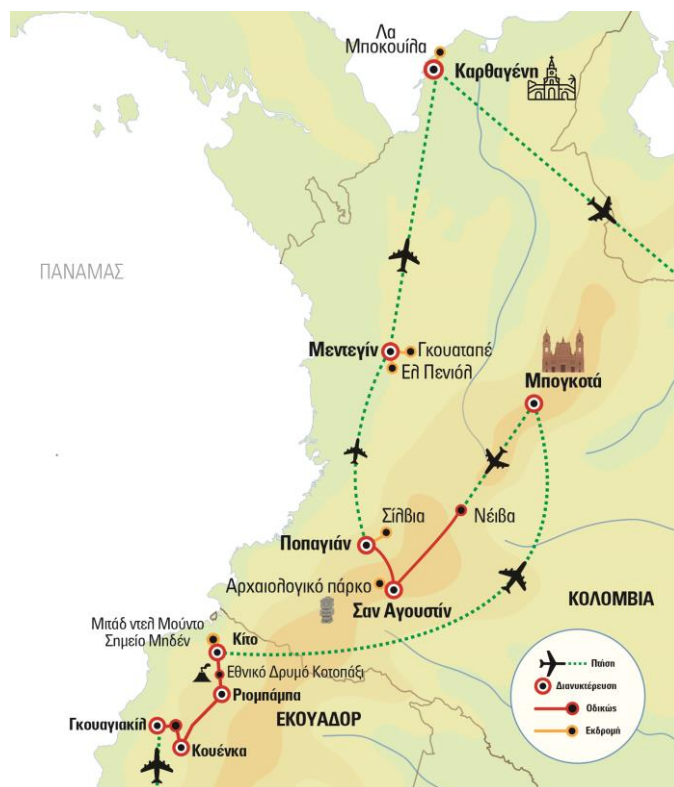 Λα
Μποκουίλα
Καρθαγένη
ΠΑΝΑΜΑΣ
Μεντεγίν
Γκουαταπέ
Ελ Πενιόλ
Μπογκοτά
Σίλβια
Νέιβα
Ποπαγιάν
Αρχαιολογικό πάρκο
Σαν Αγουστίν
ΚΟΛΟΜΒΙΑ
Μιτάδ ντελ Μούντο
Σημείο Μηδέν
Κίτο
Εθνικό Δρυμό Κοτοπάξι
Ριομπάμπα
Γκουαγιακίλ
ΕΚΟΥΑΔΟΡ
Κουένκα
Πτήση
Διανυκτέρευση
Οδικώς
Εκδρομή